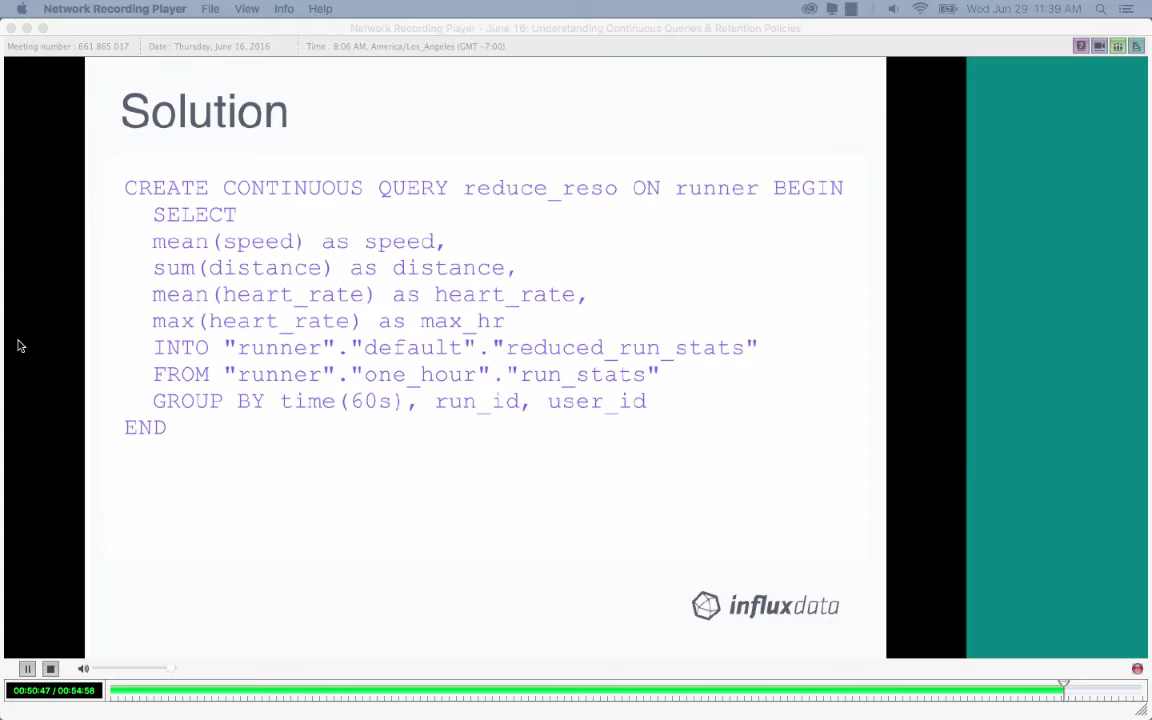 Network Recording Player File View Info Help Wed Jun 29 11:39 AM
Network Recording Player - June 16: Understanding Continuous Queries & Retention Policies
Meeting number : 661 865 017 Date : Thursday, June 16, 2016 Time : 8:06 AM, America/Los_Angeles (GMT -7:00)
Solution
CREATE CONTINUOUS QUERY reduce_reso ON runner BEGIN
SELECT
mean(speed) as speed,
sum(distance) as distance,
mean(heart_rate) as heart_rate,
max(heart_rate) as max_hr
INTO "runner"."default"."reduced_run_stats"
FROM "runner"."one_hour"."run_stats"
GROUP BY time(60s), run_id, user_id
END
influxdata
00:50:47 / 00:54:58